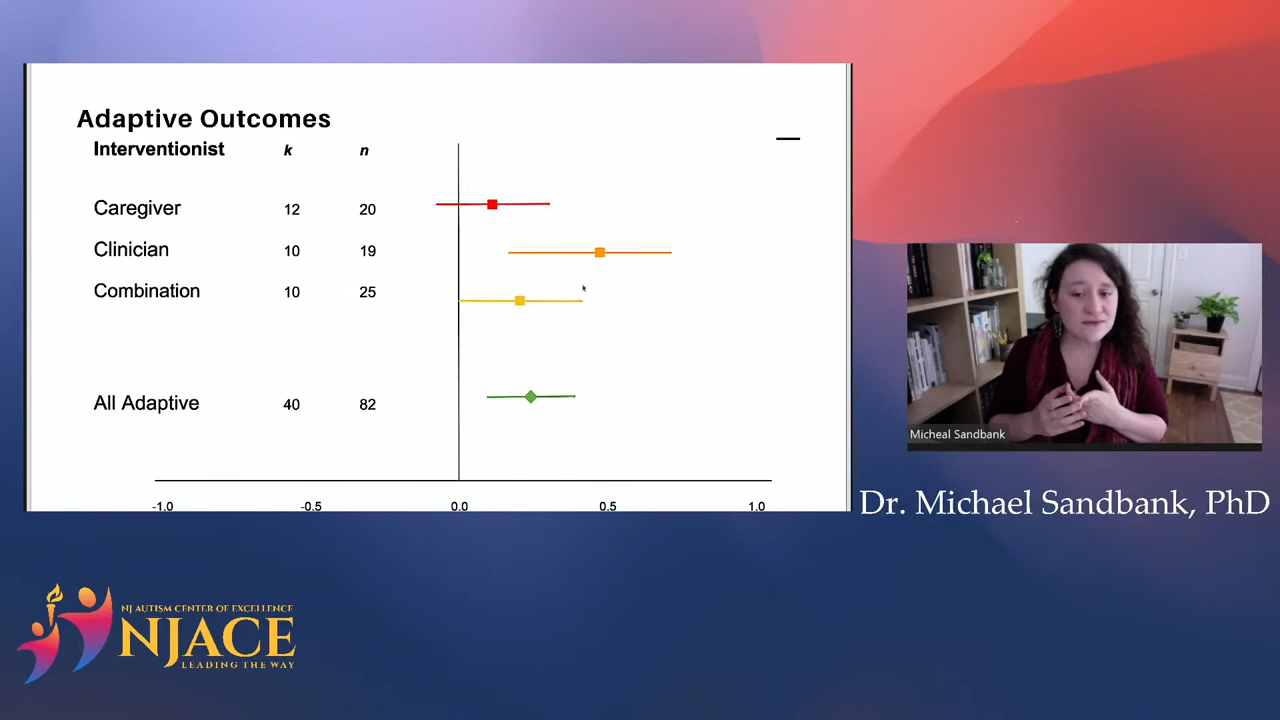 Adaptive Outcomes
Interventionist k n
Caregiver 12 20
Clinician 10 19
Combination 10 25
All Adaptive 40 82
-1.0 -0.5 0.0 0.5 1.0
Micheal Sandbank
Dr. Michael Sandbank, PhD
NJ AUTISM CENTER OF EXCELLENCE
NJACE
LEADING THE WAY